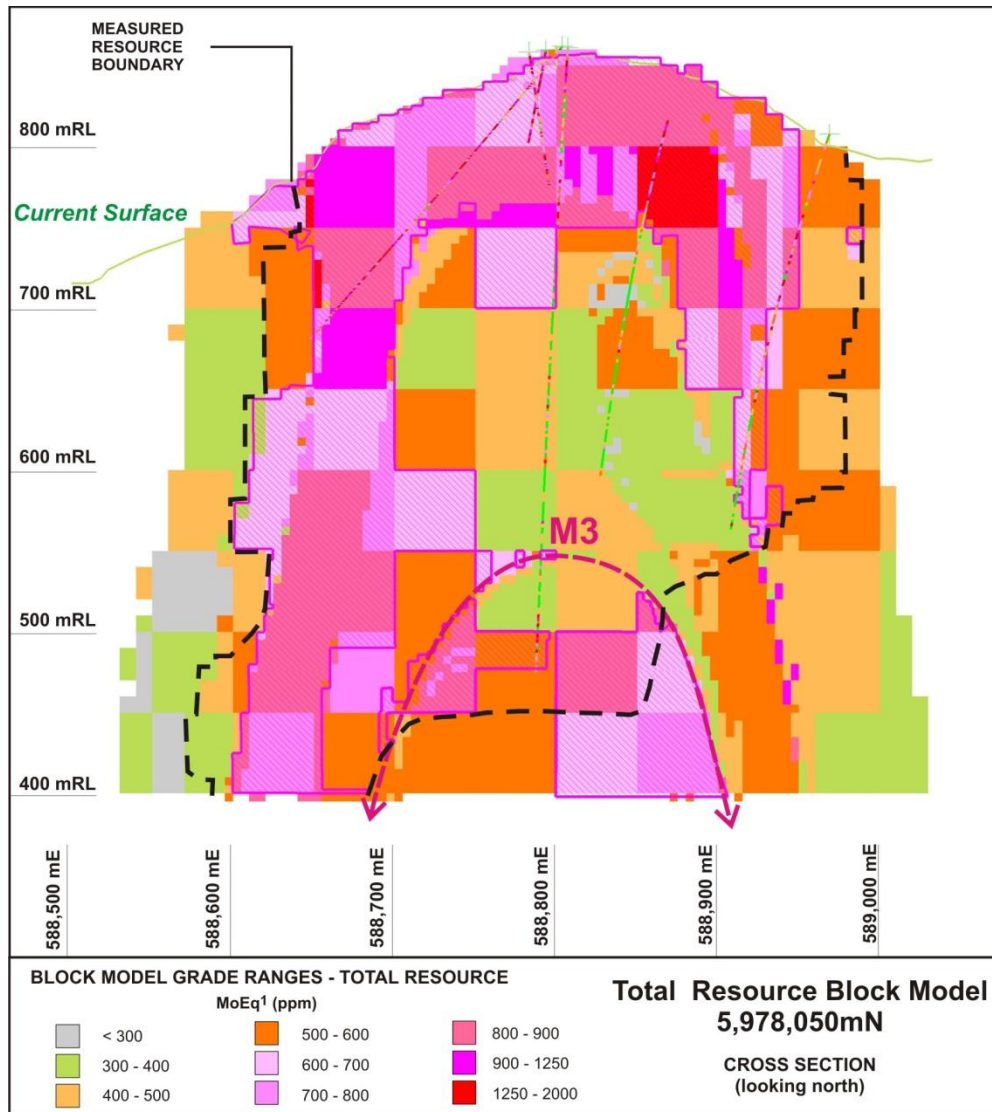 MEASURED
RESOURCE
BOUNDARY
800 mRL
Current Surface
700 mRL
600 mRL
M3
500 mRL
400 mRL
588,500 mE
588,600 mE
588,700 mE
588,800 mE
588,900 mE
589,000 mE
BLOCK MODEL GRADE RANGES - TOTAL RESOURCE
MoEq¹ (ppm)
< 300
300 - 400
400 - 500
500 - 600
600 - 700
700 - 800
800 - 900
900 - 1250
1250 - 2000
Total Resource Block Model
5,978,050mN
CROSS SECTION
(looking north)